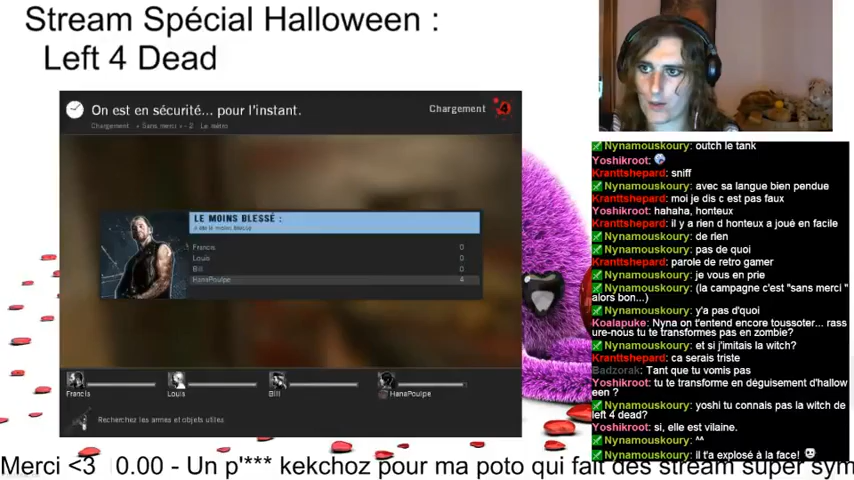 Stream Spécial Halloween :
Left 4 Dead
On est en sécurité... pour l'instant.
Chargement
Chargement « Sans merci » - 2 Le métro
LE MOINS BLESSÉ :
Francis 0
Louis 0
Bill 0
HanaPoulpe 4
Francis
Louis
Bill
HanaPoulpe
Recherchez les armes et objets utiles
Nynamouskoury: outch le tank
Yoshikroot:
Kranttshepard: sniff
Nynamouskoury: avec sa langue bien pendue
Kranttshepard: moi je dis c est pas faux
Yoshikroot: hahaha, honteux
Kranttshepard: il y a rien d honteux a joué en facile
Nynamouskoury: de rien
Nynamouskoury: pas de quoi
Kranttshepard: parole de retro gamer
Nynamouskoury: je vous en prie
Nynamouskoury: (la campagne c'est "sans merci"
alors bon...)
Nynamouskoury: y'a pas d'quoi
Koalapuke: Nyna on t'entend encore toussoter... rass
ure-nous tu te transformes pas en zombie?
Nynamouskoury: et si j'imitais la witch?
Kranttshepard: ca serais triste
Badzorak: Tant que tu vomis pas
Yoshikroot: tu te transforme en déguisement d'hallow
een ?
Nynamouskoury: yoshi tu connais pas la witch de
left 4 dead?
Yoshikroot: si, elle est vilaine.
Nynamouskoury: ^^
Nynamouskoury: il t'a explosé à la face!
Merci <3 0.00 - Un p'*** kekchoz pour ma poto qui fait des stream super sym